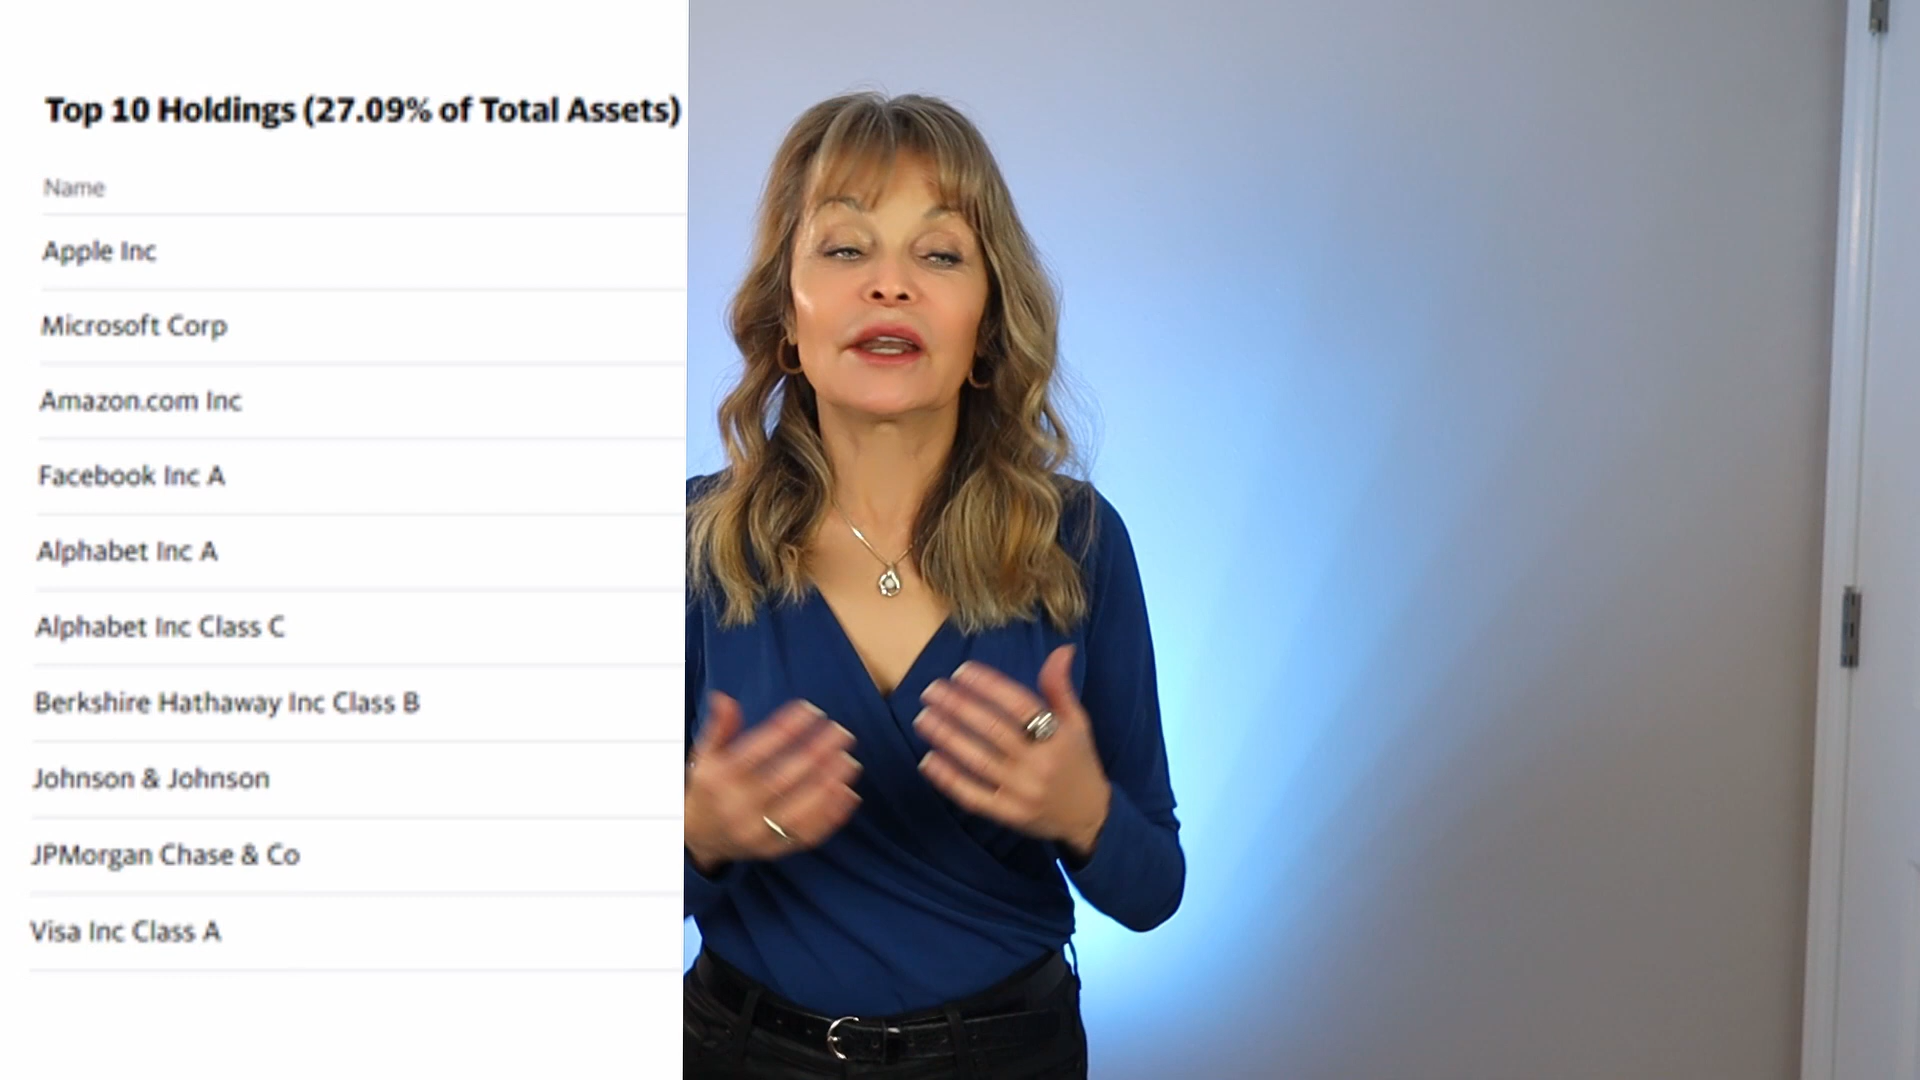 Top 10 Holdings (27.09% of Total Assets)
Name
Apple Inc
Microsoft Corp
Amazon.com Inc
Facebook Inc A
Alphabet Inc A
Alphabet Inc Class C
Berkshire Hathaway Inc Class B
Johnson & Johnson
JPMorgan Chase & Co
Visa Inc Class A